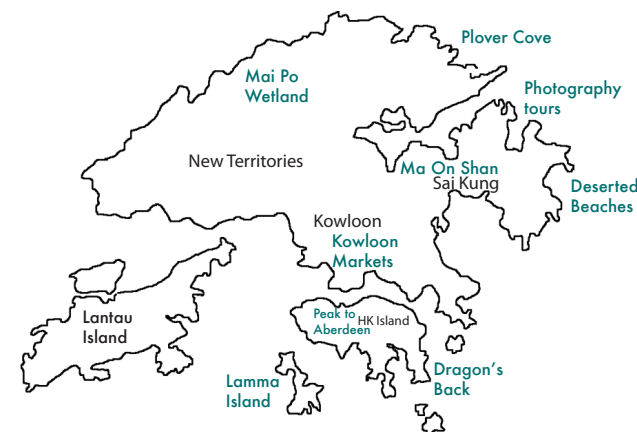 Plover Cove
Mai Po
Wetland
Photography
tours
New Territories
Ma On Shan
Sai Kung
Deserted
Beaches
Kowloon
Kowloon
Markets
Lantau
Island
Peak to
Aberdeen
HK Island
Lamma
Island
Dragon's
Back